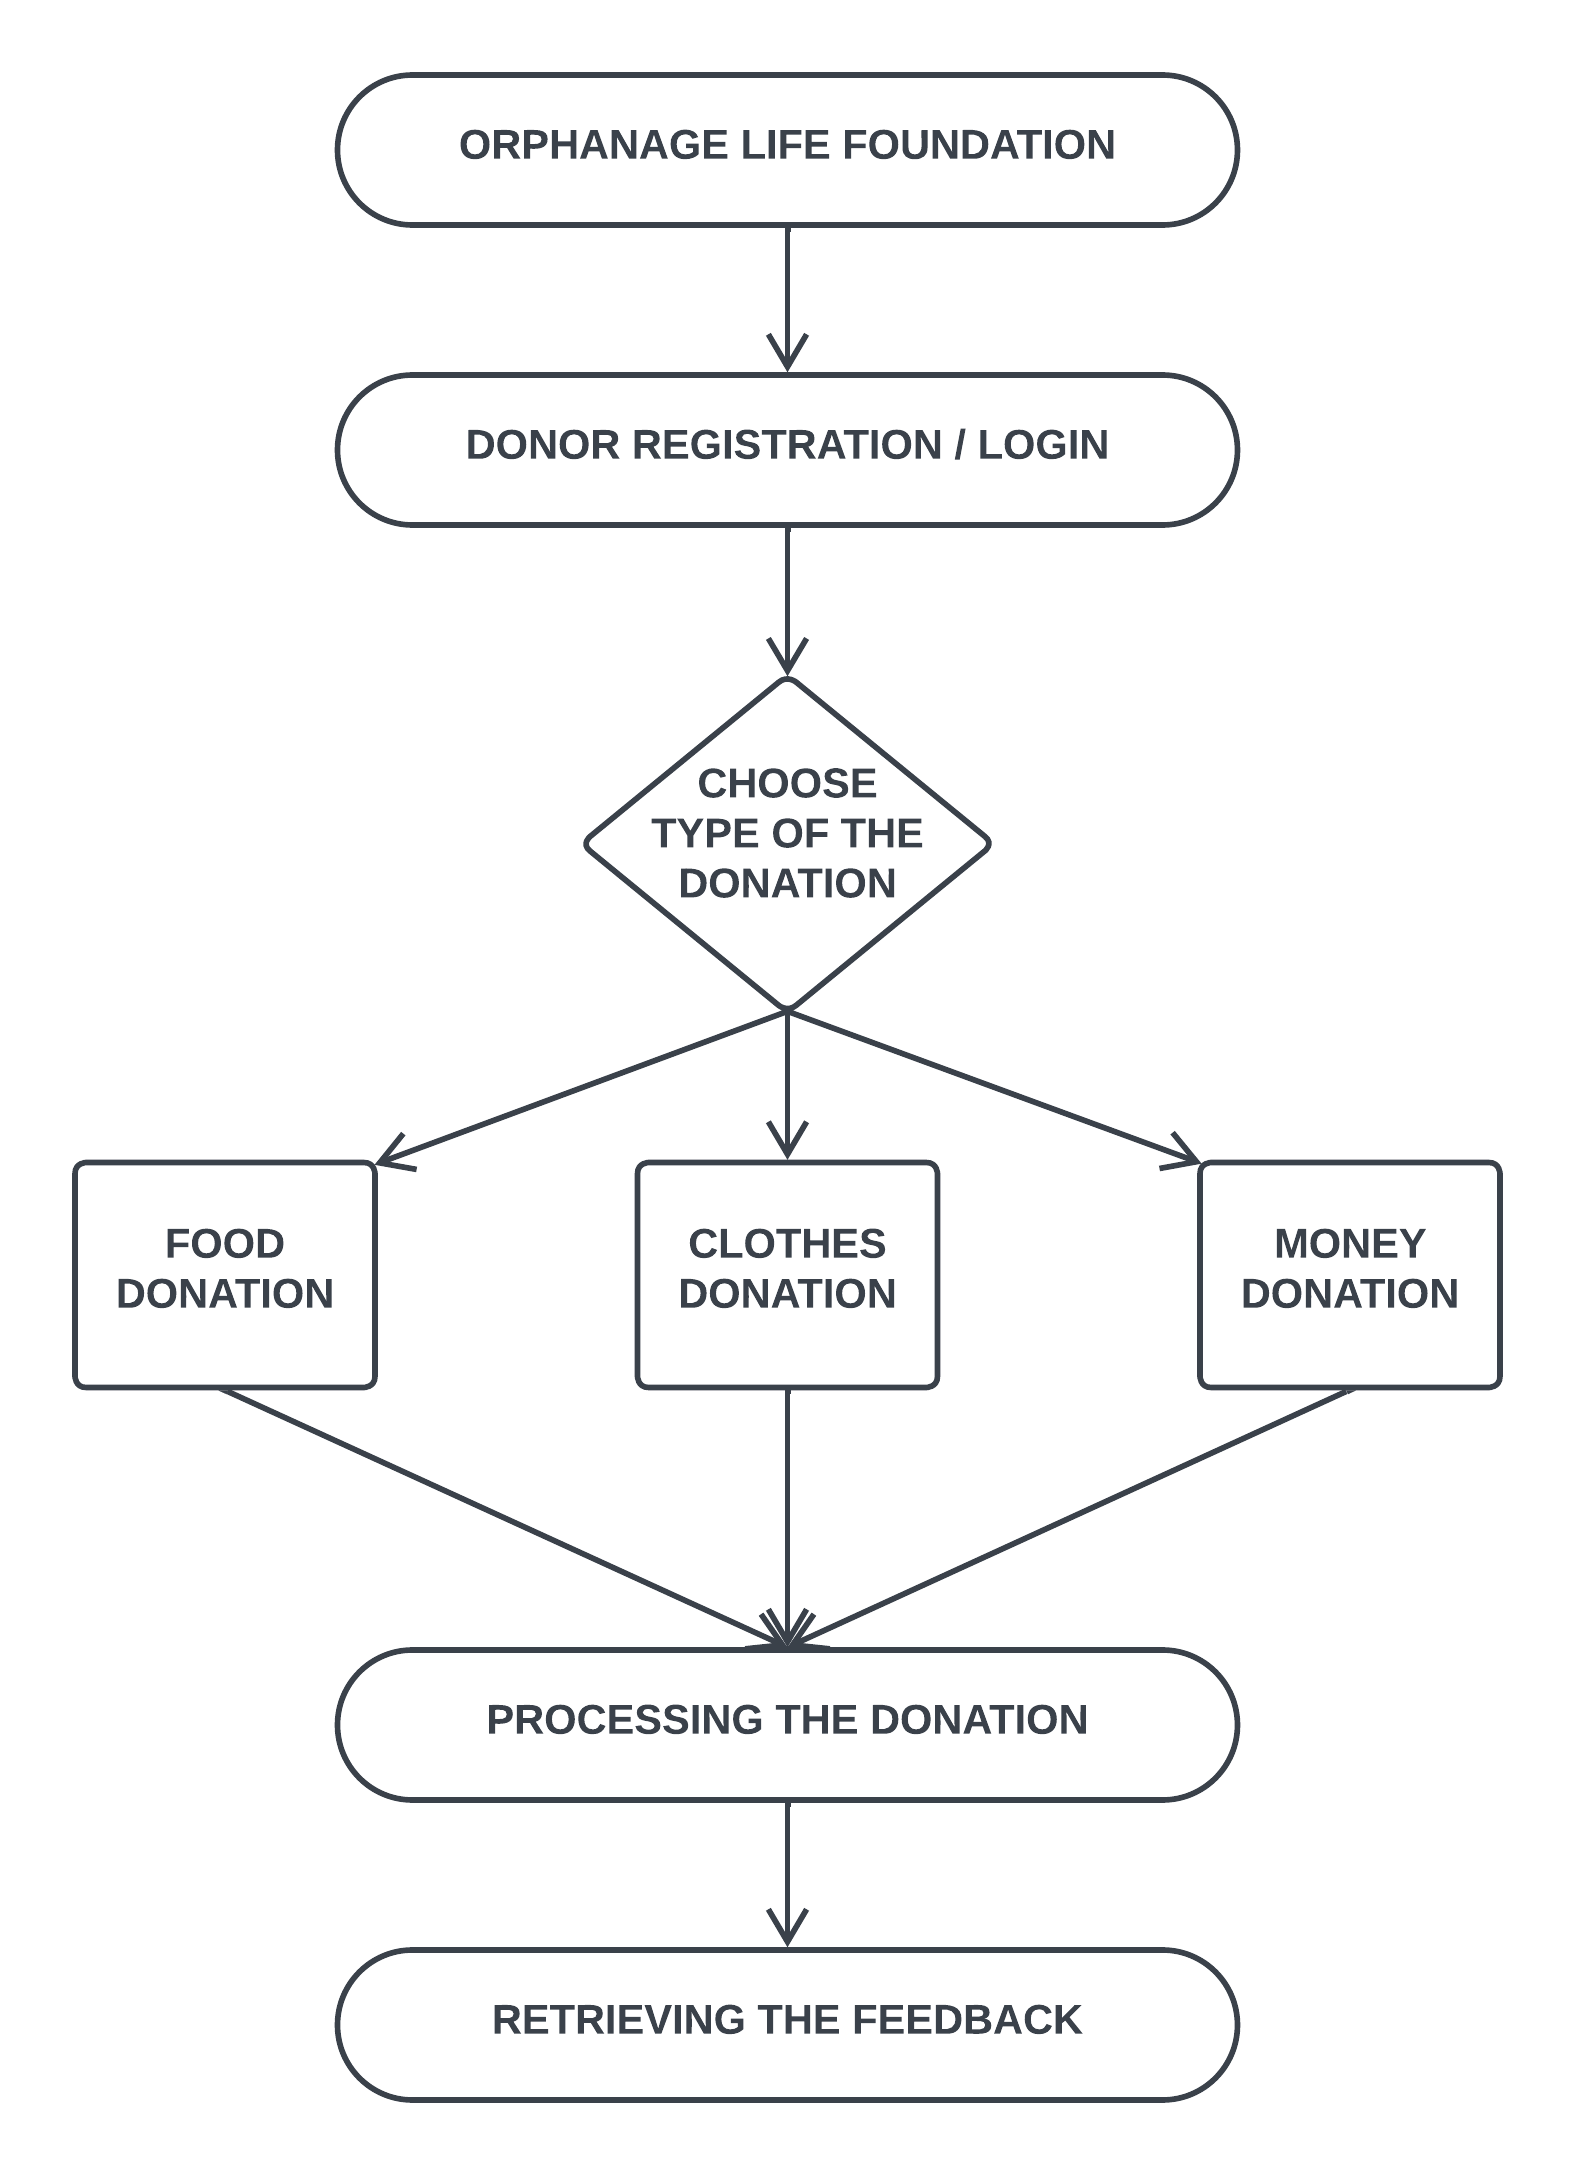 ORPHANAGE LIFE FOUNDATION
DONOR REGISTRATION / LOGIN
CHOOSE
TYPE OF THE
DONATION
FOOD
DONATION
CLOTHES
DONATION
MONEY
DONATION
PROCESSING THE DONATION
RETRIEVING THE FEEDBACK